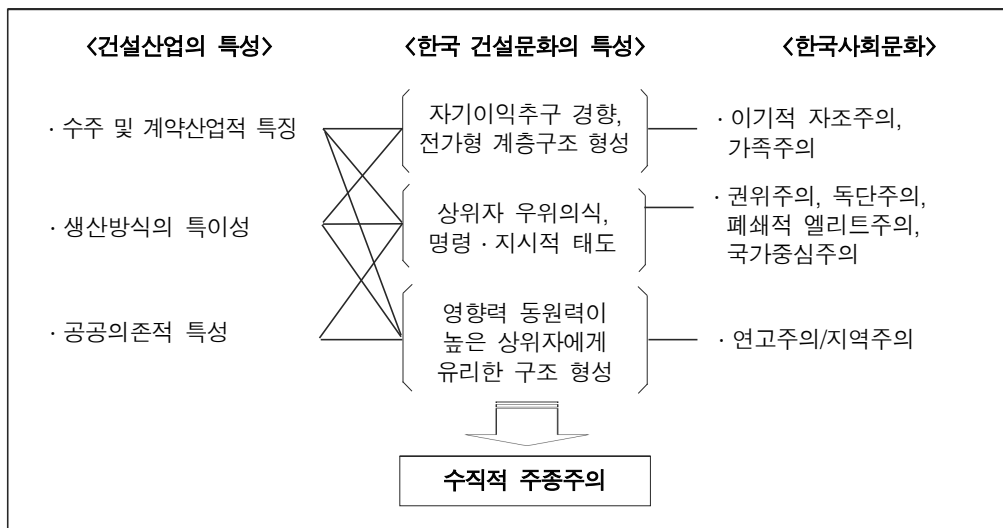 <건설산업의 특성>
<한국 건설문화의 특성>
<한국사회문화>
· 수주 및 계약산업적 특징
자기이익추구 경향,
전가형 계층구조 형성
· 이기적 자조주의,
가족주의
· 생산방식의 특이성
상위자 우위의식,
명령·지시적 태도
· 권위주의, 독단주의,
폐쇄적 엘리트주의,
국가중심주의
· 공공의존적 특성
영향력 동원력이
높은 상위자에게
유리한 구조 형성
· 연고주의/지역주의
수직적 주종주의